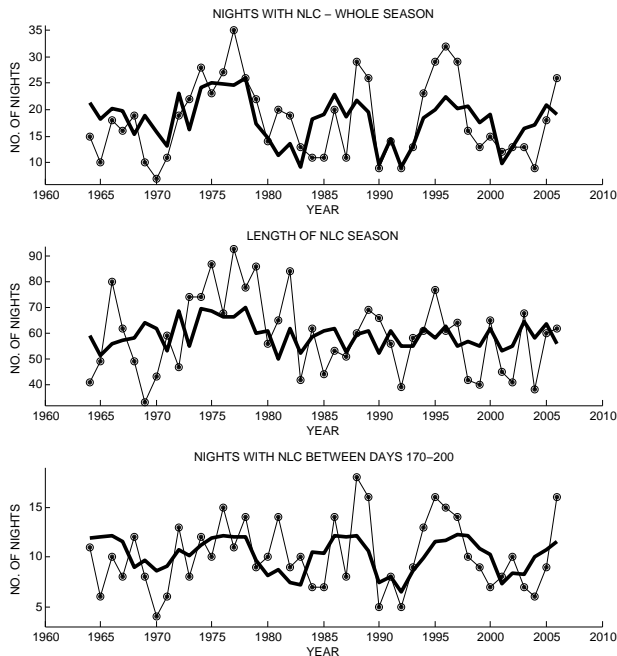 NIGHTS WITH NLC – WHOLE SEASON
35
30
25
20
15
10
NO. OF NIGHTS
1960 1965 1970 1975 1980 1985 1990 1995 2000 2005 2010
YEAR
LENGTH OF NLC SEASON
90
80
70
60
50
40
NO. OF NIGHTS
1960 1965 1970 1975 1980 1985 1990 1995 2000 2005 2010
YEAR
NIGHTS WITH NLC BETWEEN DAYS 170–200
15
10
5
NO. OF NIGHTS
1960 1965 1970 1975 1980 1985 1990 1995 2000 2005 2010
YEAR